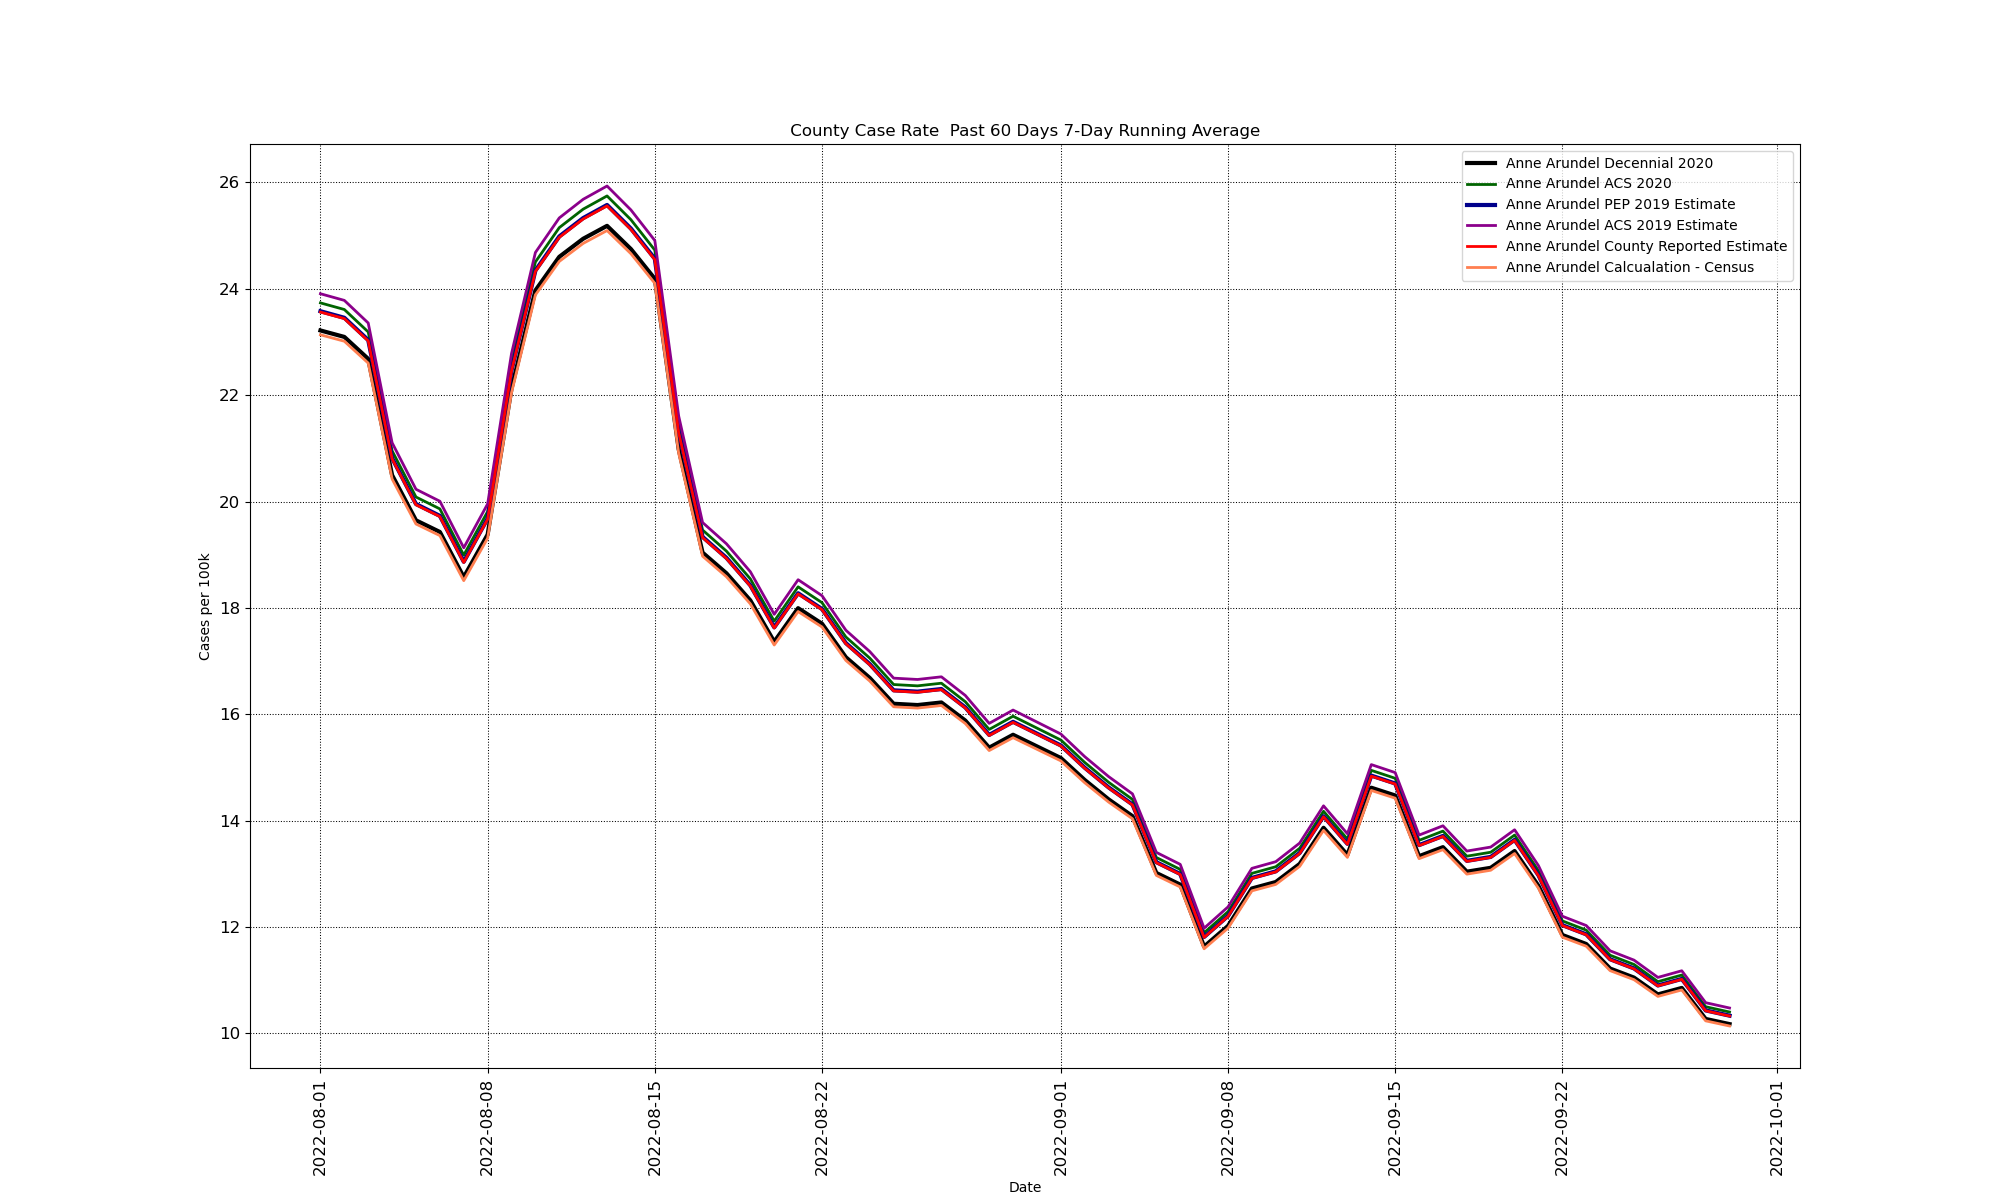 County Case Rate  Past 60 Days 7-Day Running Average
Anne Arundel Decennial 2020
Anne Arundel ACS 2020
Anne Arundel PEP 2019 Estimate
Anne Arundel ACS 2019 Estimate
Anne Arundel County Reported Estimate
Anne Arundel Calcualation - Census
26
24
22
20
18
16
14
12
10
Cases per 100k
2022-08-01
2022-08-08
2022-08-15
2022-08-22
2022-09-01
2022-09-08
2022-09-15
2022-09-22
2022-10-01
Date